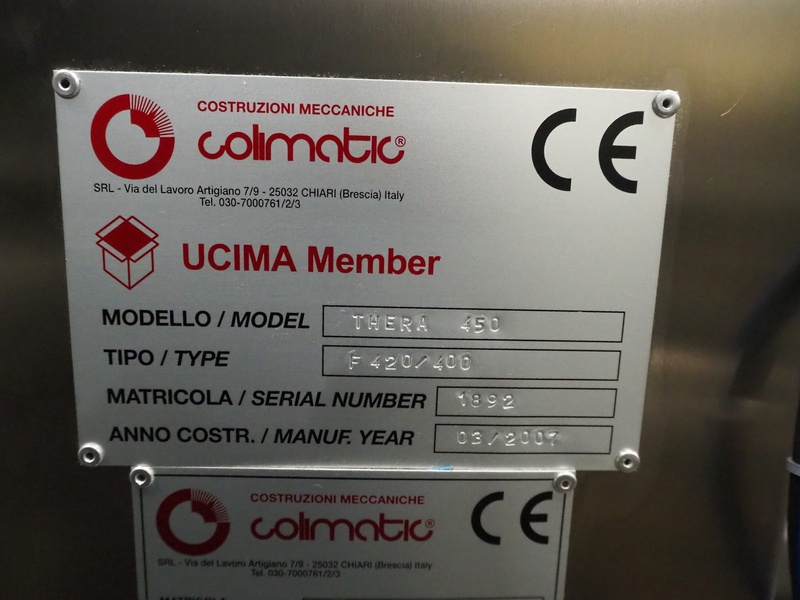 COSTRUZIONI MECCANICHE
colimatic®
CE
SRL - Via del Lavoro Artigiano 7/9 - 25032 CHIARI (Brescia) Italy
Tel. 030-7000761/2/3
UCIMA Member
MODELLO / MODEL THERA 450
TIPO / TYPE F420/400
MATRICOLA / SERIAL NUMBER 1892
ANNO COSTR. / MANUF. YEAR 03/2007
COSTRUZIONI MECCANICHE
colimatic®
CE
SRL - Via del Lavoro Artigiano 7/9 - 25032 CHIARI (Brescia) Italy
Tel. 030-7000761/2/3